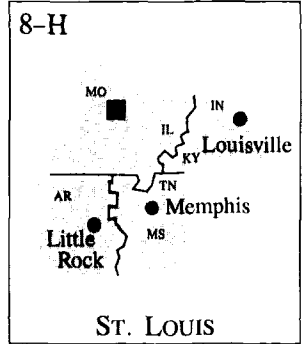 8-H
MO
IN
IL
Louisville
KY
TN
AR
Memphis
Little
Rock
MS
ST. LOUIS